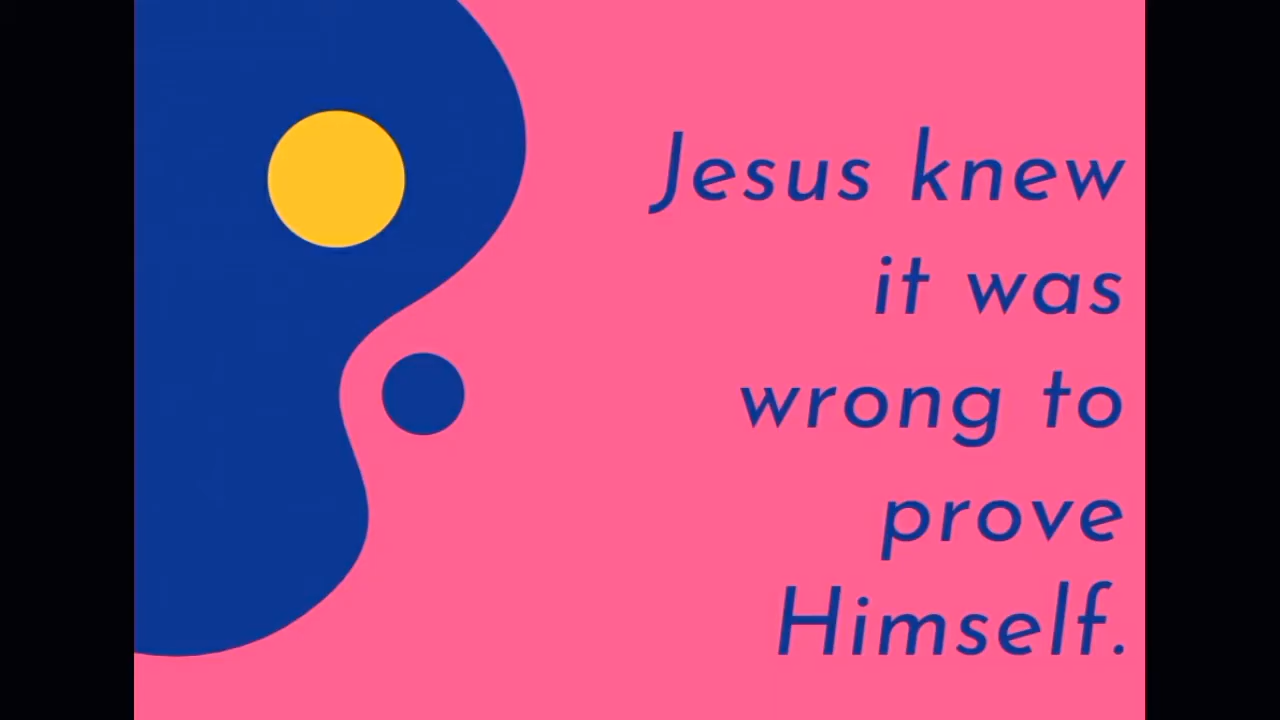 Jesus knew
it was
wrong to
prove
Himself.